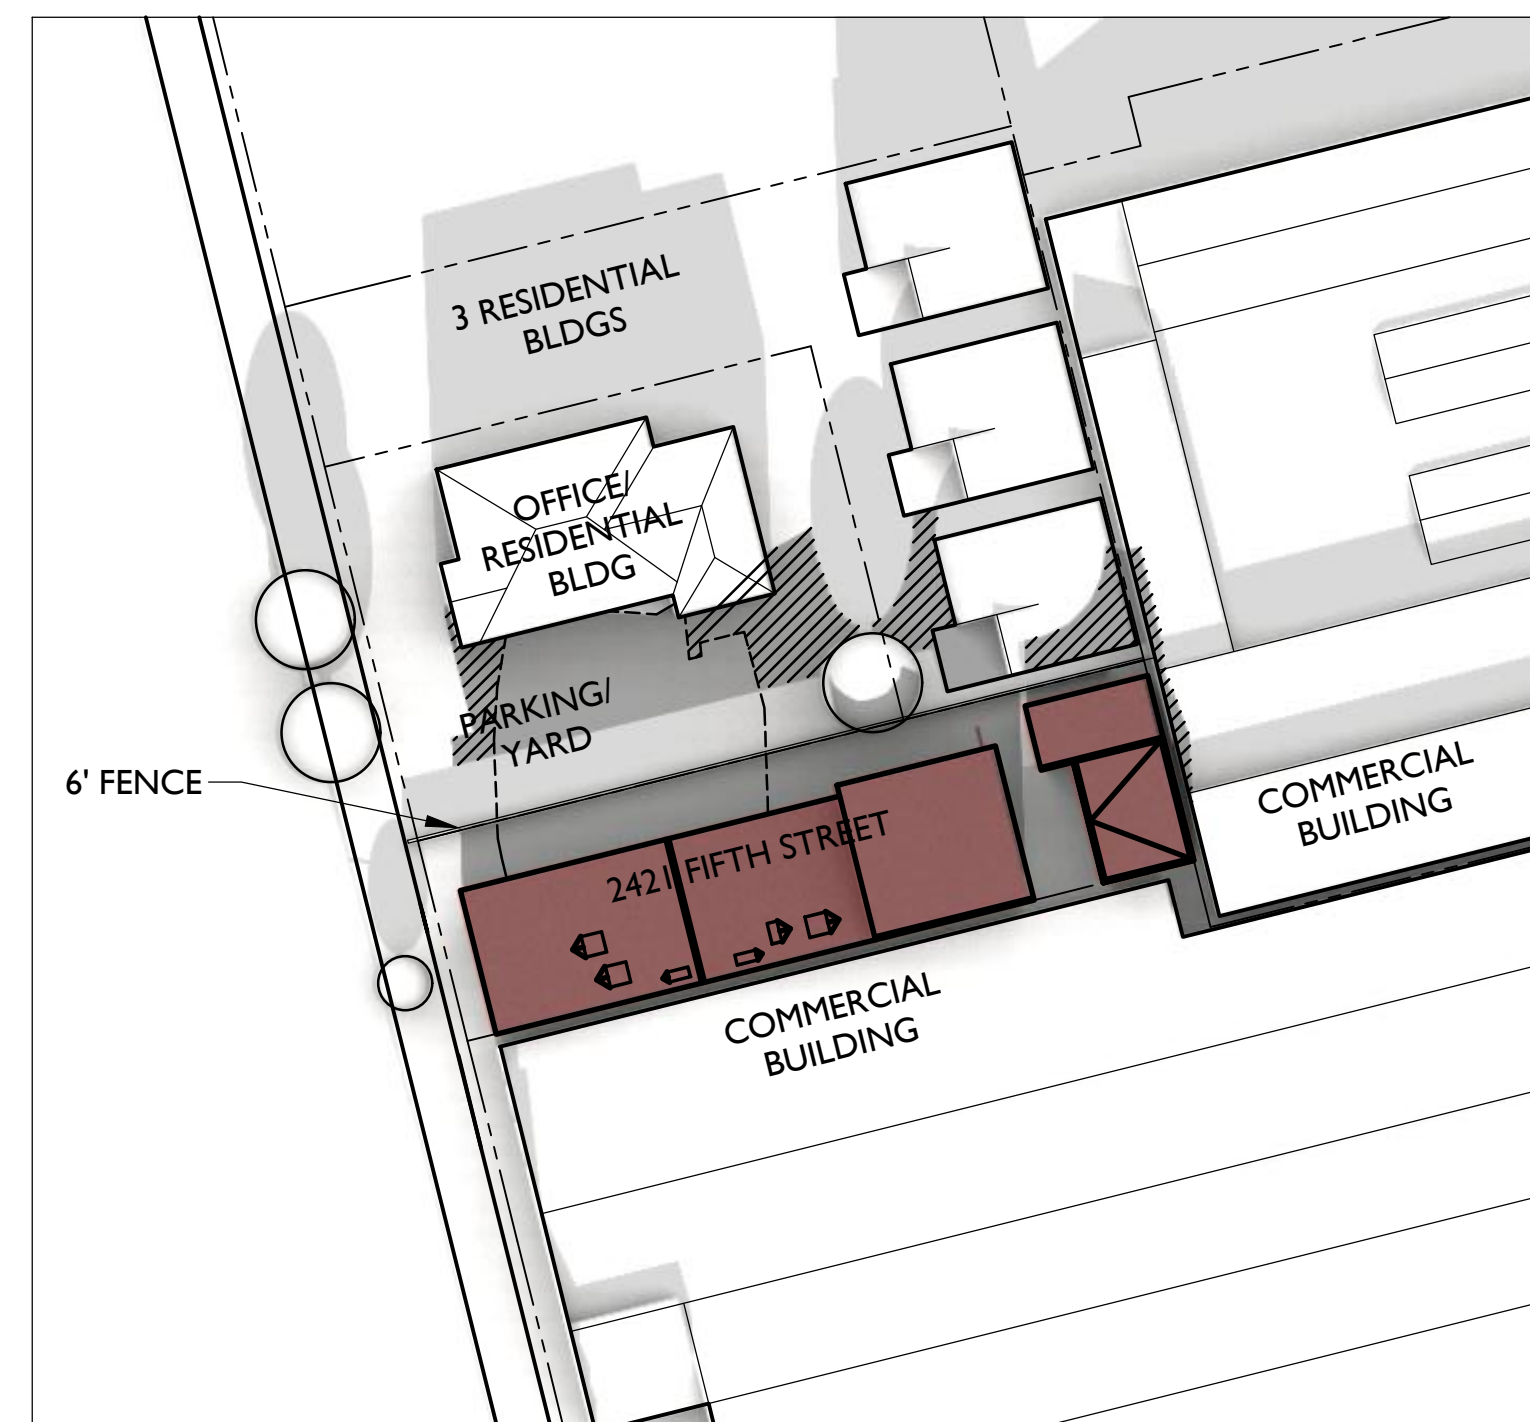 3 RESIDENTIAL
BLDGS
OFFICE/
RESIDENTIAL
BLDG
PARKING/
YARD
6' FENCE
2421 FIFTH STREET
COMMERCIAL
BUILDING
COMMERCIAL
BUILDING